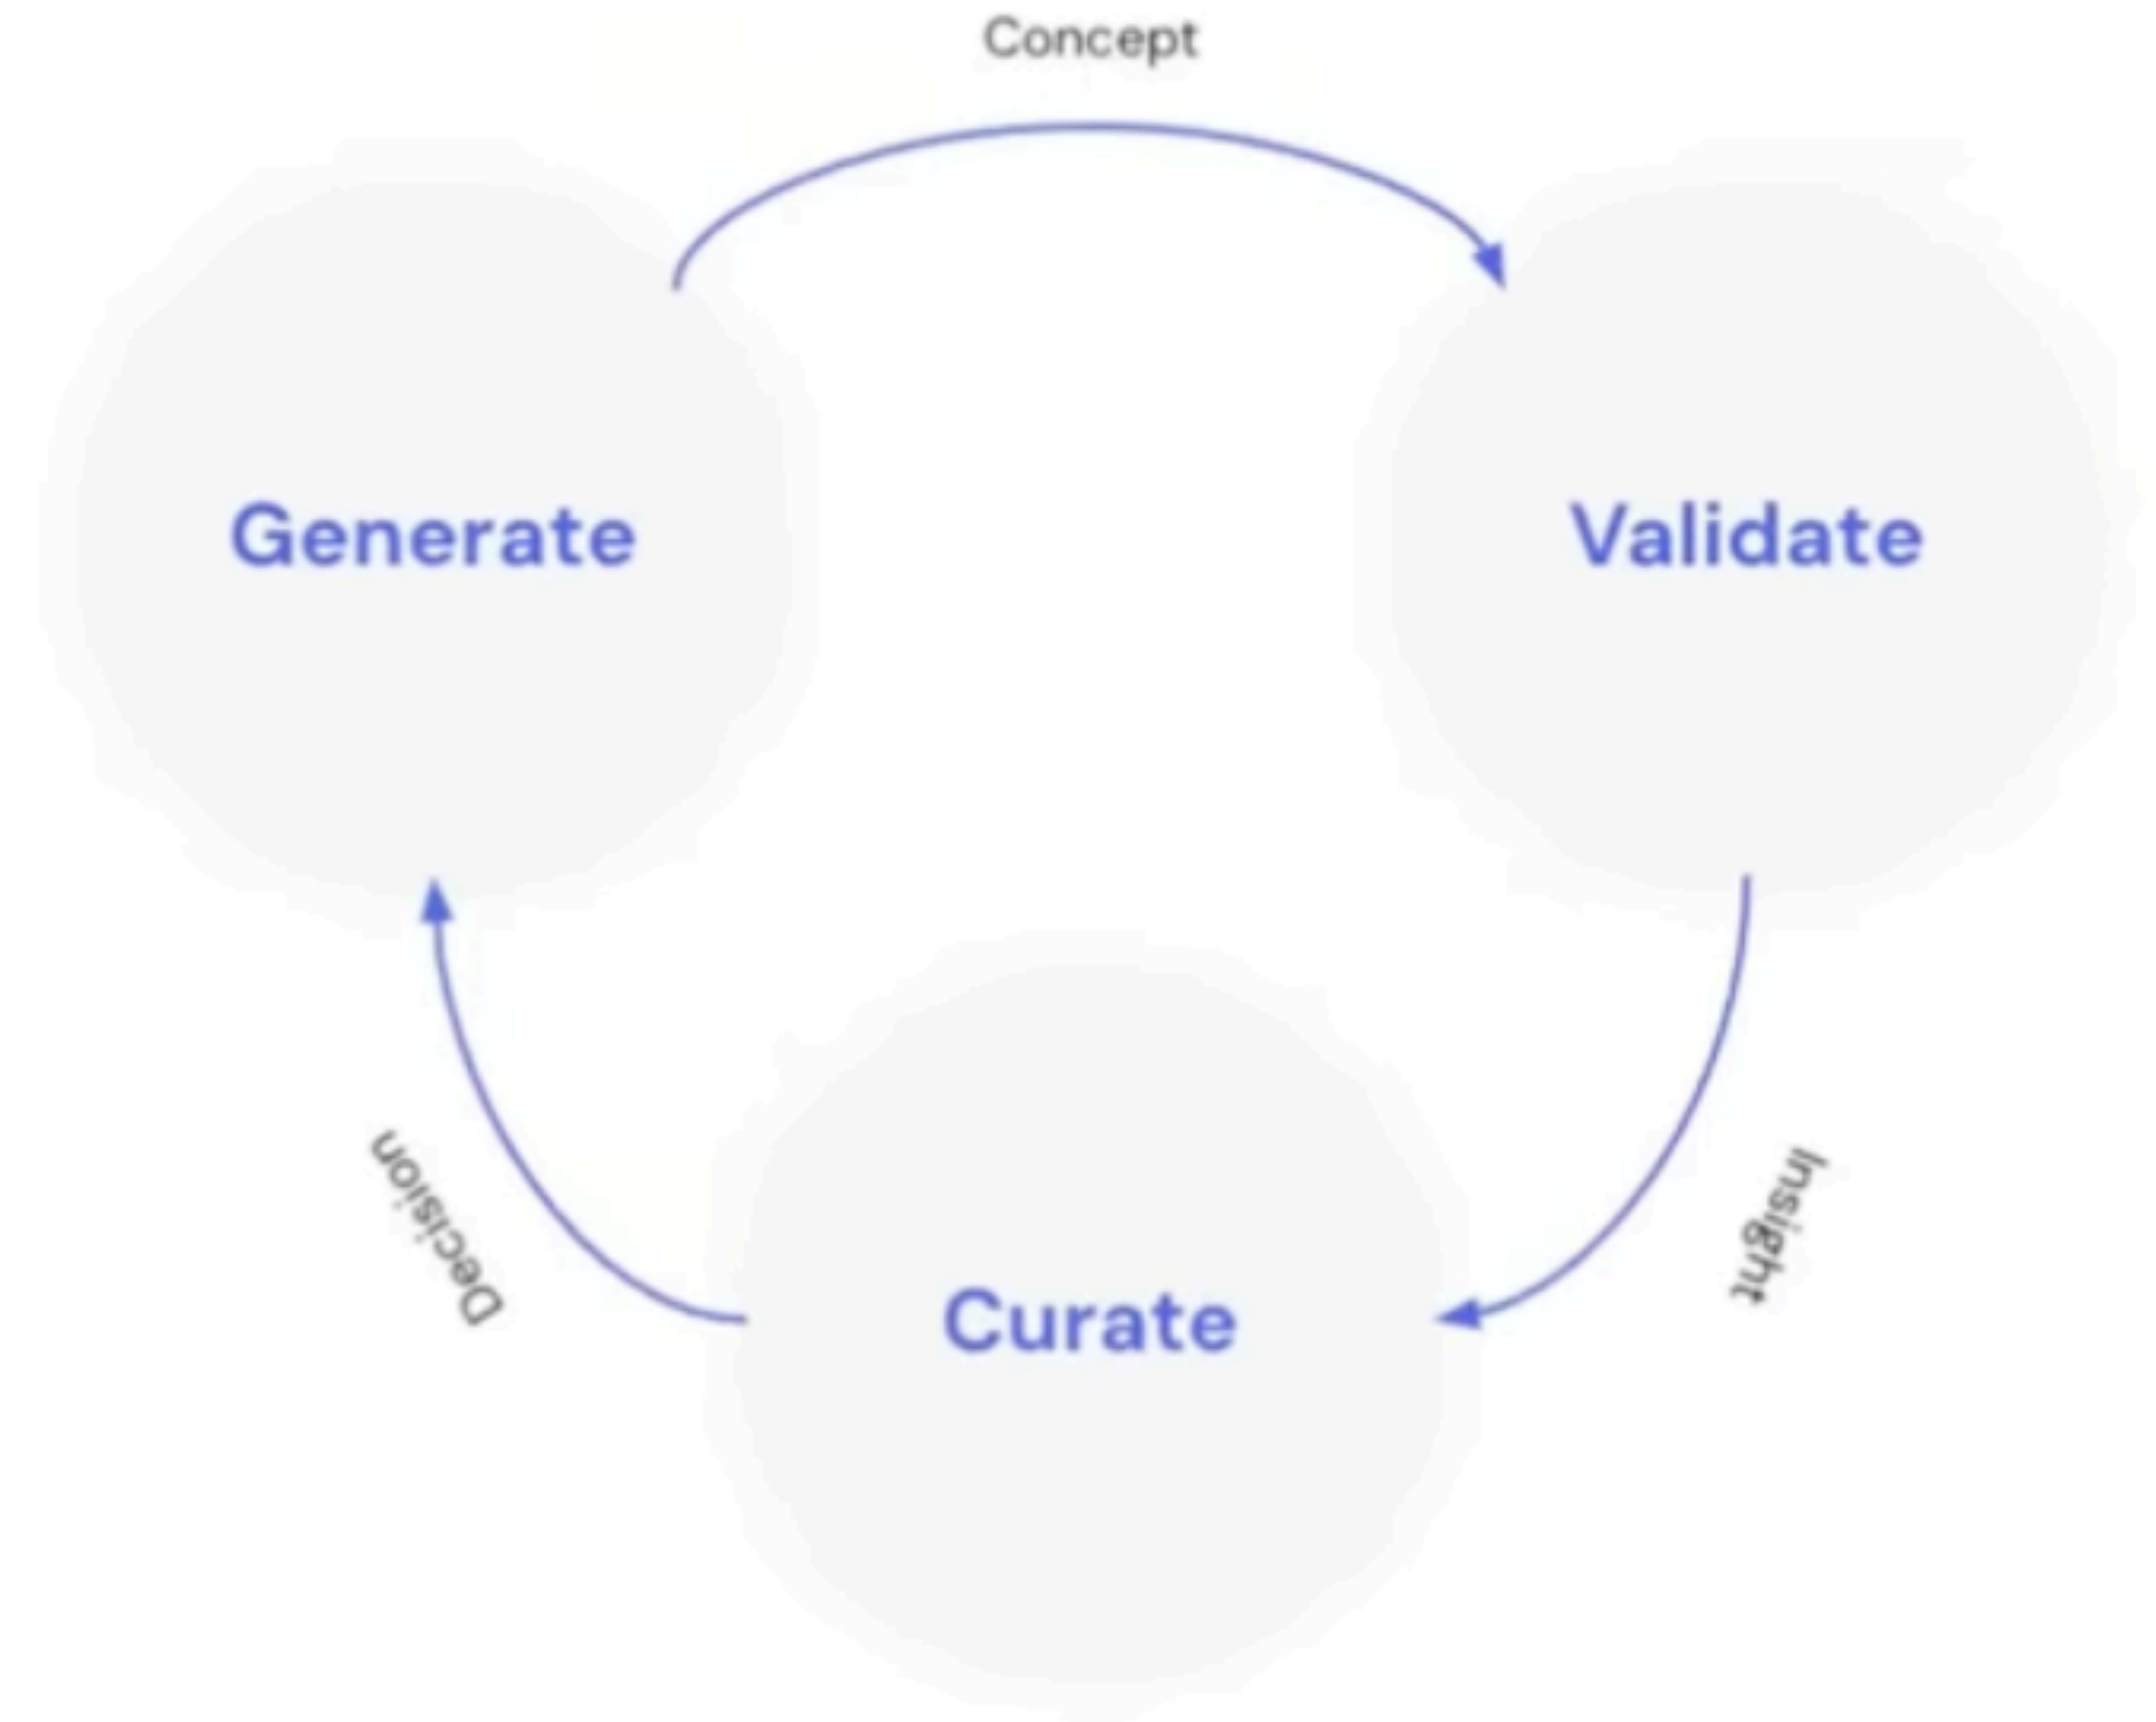 Concept
Generate
Validate
Decision
Insight
Curate